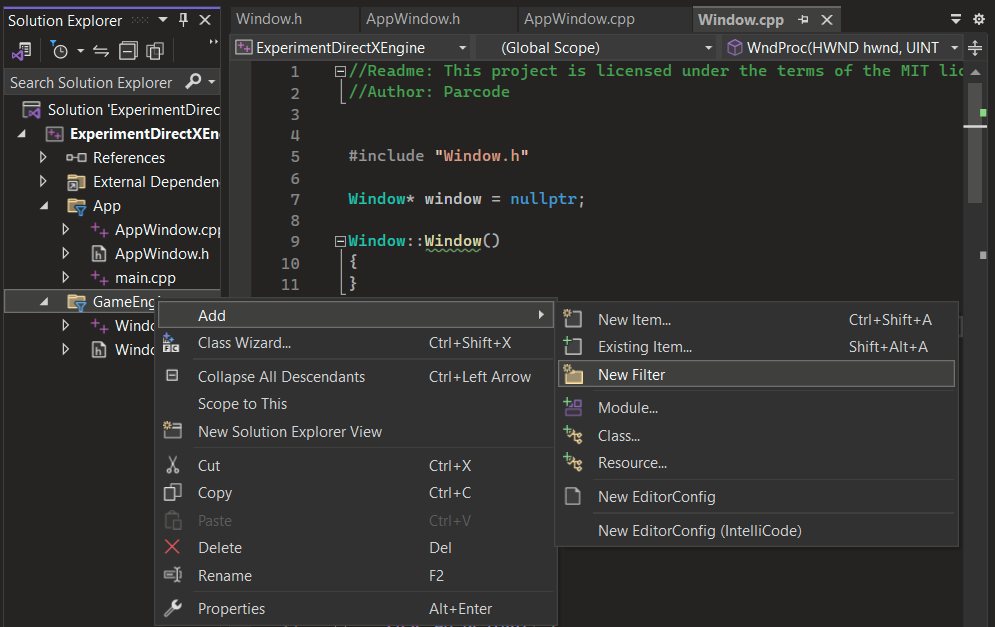 Solution Explorer
Search Solution Explorer
Solution 'ExperimentDirec
ExperimentDirectXEn
References
External Dependen
App
AppWindow.cpp
AppWindow.h
main.cpp
GameEng
Windo
Windo
Window.h AppWindow.h AppWindow.cpp Window.cpp
ExperimentDirectXEngine (Global Scope) WndProc(HWND hwnd, UINT
1 //Readme: This project is licensed under the terms of the MIT lic
2 //Author: Parcode
3
4
5 #include "Window.h"
6
7 Window* window = nullptr;
8
9 Window::Window()
10 {
11 }
Add
Class Wizard... Ctrl+Shift+X
Collapse All Descendants Ctrl+Left Arrow
Scope to This
New Solution Explorer View
Cut Ctrl+X
Copy Ctrl+C
Paste Ctrl+V
Delete Del
Rename F2
Properties Alt+Enter
New Item... Ctrl+Shift+A
Existing Item... Shift+Alt+A
New Filter
Module...
Class...
Resource...
New EditorConfig
New EditorConfig (IntelliCode)